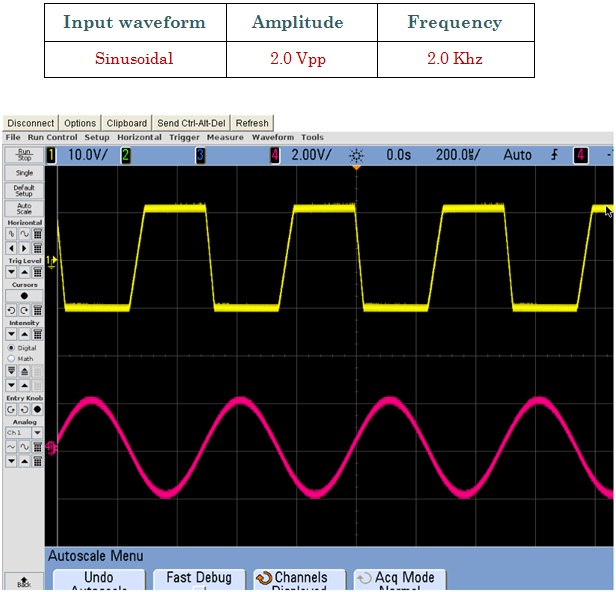 Input waveform Amplitude Frequency
Sinusoidal 2.0 Vpp 2.0 Khz
Disconnect Options Clipboard Send Ctrl-Alt-Del Refresh
File Run Control Setup Horizontal Trigger Measure Waveform Tools
Run
Stop
1 10.0V/ 2 3 4 2.00V/ 0.0s 200.0s/ Auto 4
Single
Default
Setup
Auto
Scale
Horizontal
Trig Level
Cursors
Intensity
Digital
Math
Entry Knob
Analog
Ch 1
Back
Autoscale Menu
Undo Fast Debug Channels Acq Mode
Autoscale Displayed Normal